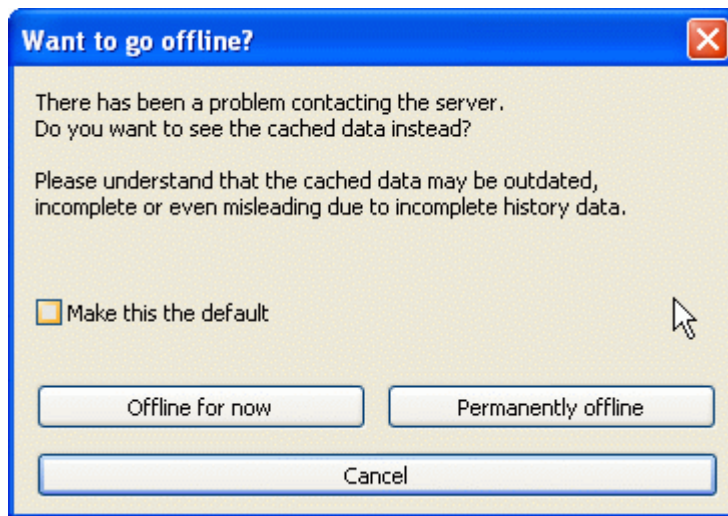 Want to go offline?
There has been a problem contacting the server.
Do you want to see the cached data instead?
Please understand that the cached data may be outdated,
incomplete or even misleading due to incomplete history data.
Make this the default
Offline for now
Permanently offline
Cancel